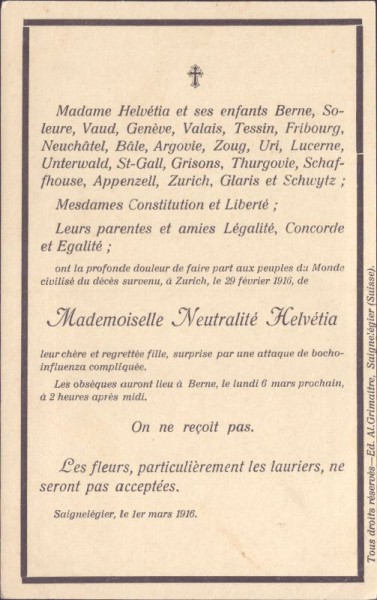 Madame Helvétia et ses enfants Berne, So-
leure, Vaud, Genève, Valais, Tessin, Fribourg,
Neuchâtel, Bâle, Argovie, Zoug, Uri, Lucerne,
Unterwald, St-Gall, Grisons, Thurgovie, Schaf-
fhouse, Appenzell, Zurich, Glaris et Schwytz ;
Mesdames Constitution et Liberté ;
Leurs parentes et amies Légalité, Concorde
et Egalité ;
ont la profonde douleur de faire part aux peuples du Monde
civilisé du décès survenu, à Zurich, le 29 février 1916, de
Mademoiselle Neutralité Helvétia
leur chère et regrettée fille, surprise par une attaque de bocho-
influenza compliquée.
Les obsèques auront lieu à Berne, le lundi 6 mars prochain,
à 2 heures après midi.
On ne reçoit pas.
Les fleurs, particulièrement les lauriers, ne
seront pas acceptées.
Saignelégier, le 1er mars 1916.
Tous droits réservés—Ed. Al. Grimaître, Saignelégier (Suisse).